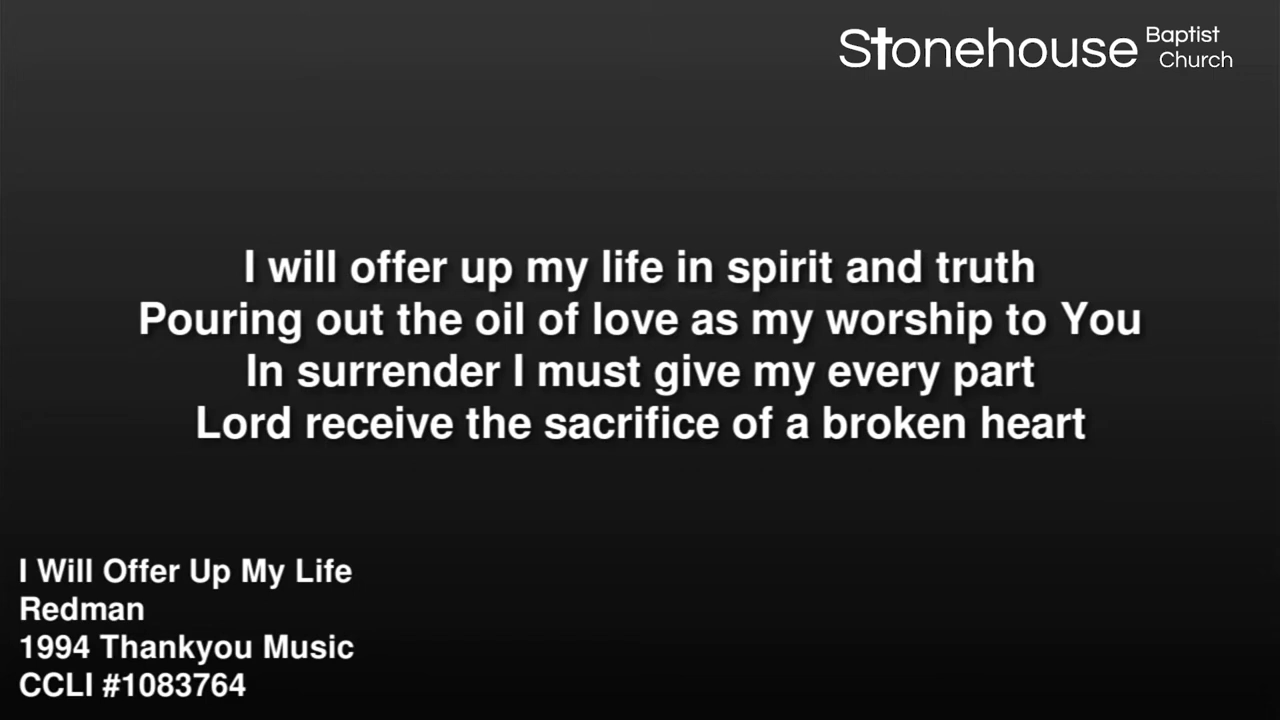 Stonehouse Baptist Church
I will offer up my life in spirit and truth
Pouring out the oil of love as my worship to You
In surrender I must give my every part
Lord receive the sacrifice of a broken heart
I Will Offer Up My Life
Redman
1994 Thankyou Music
CCLI #1083764